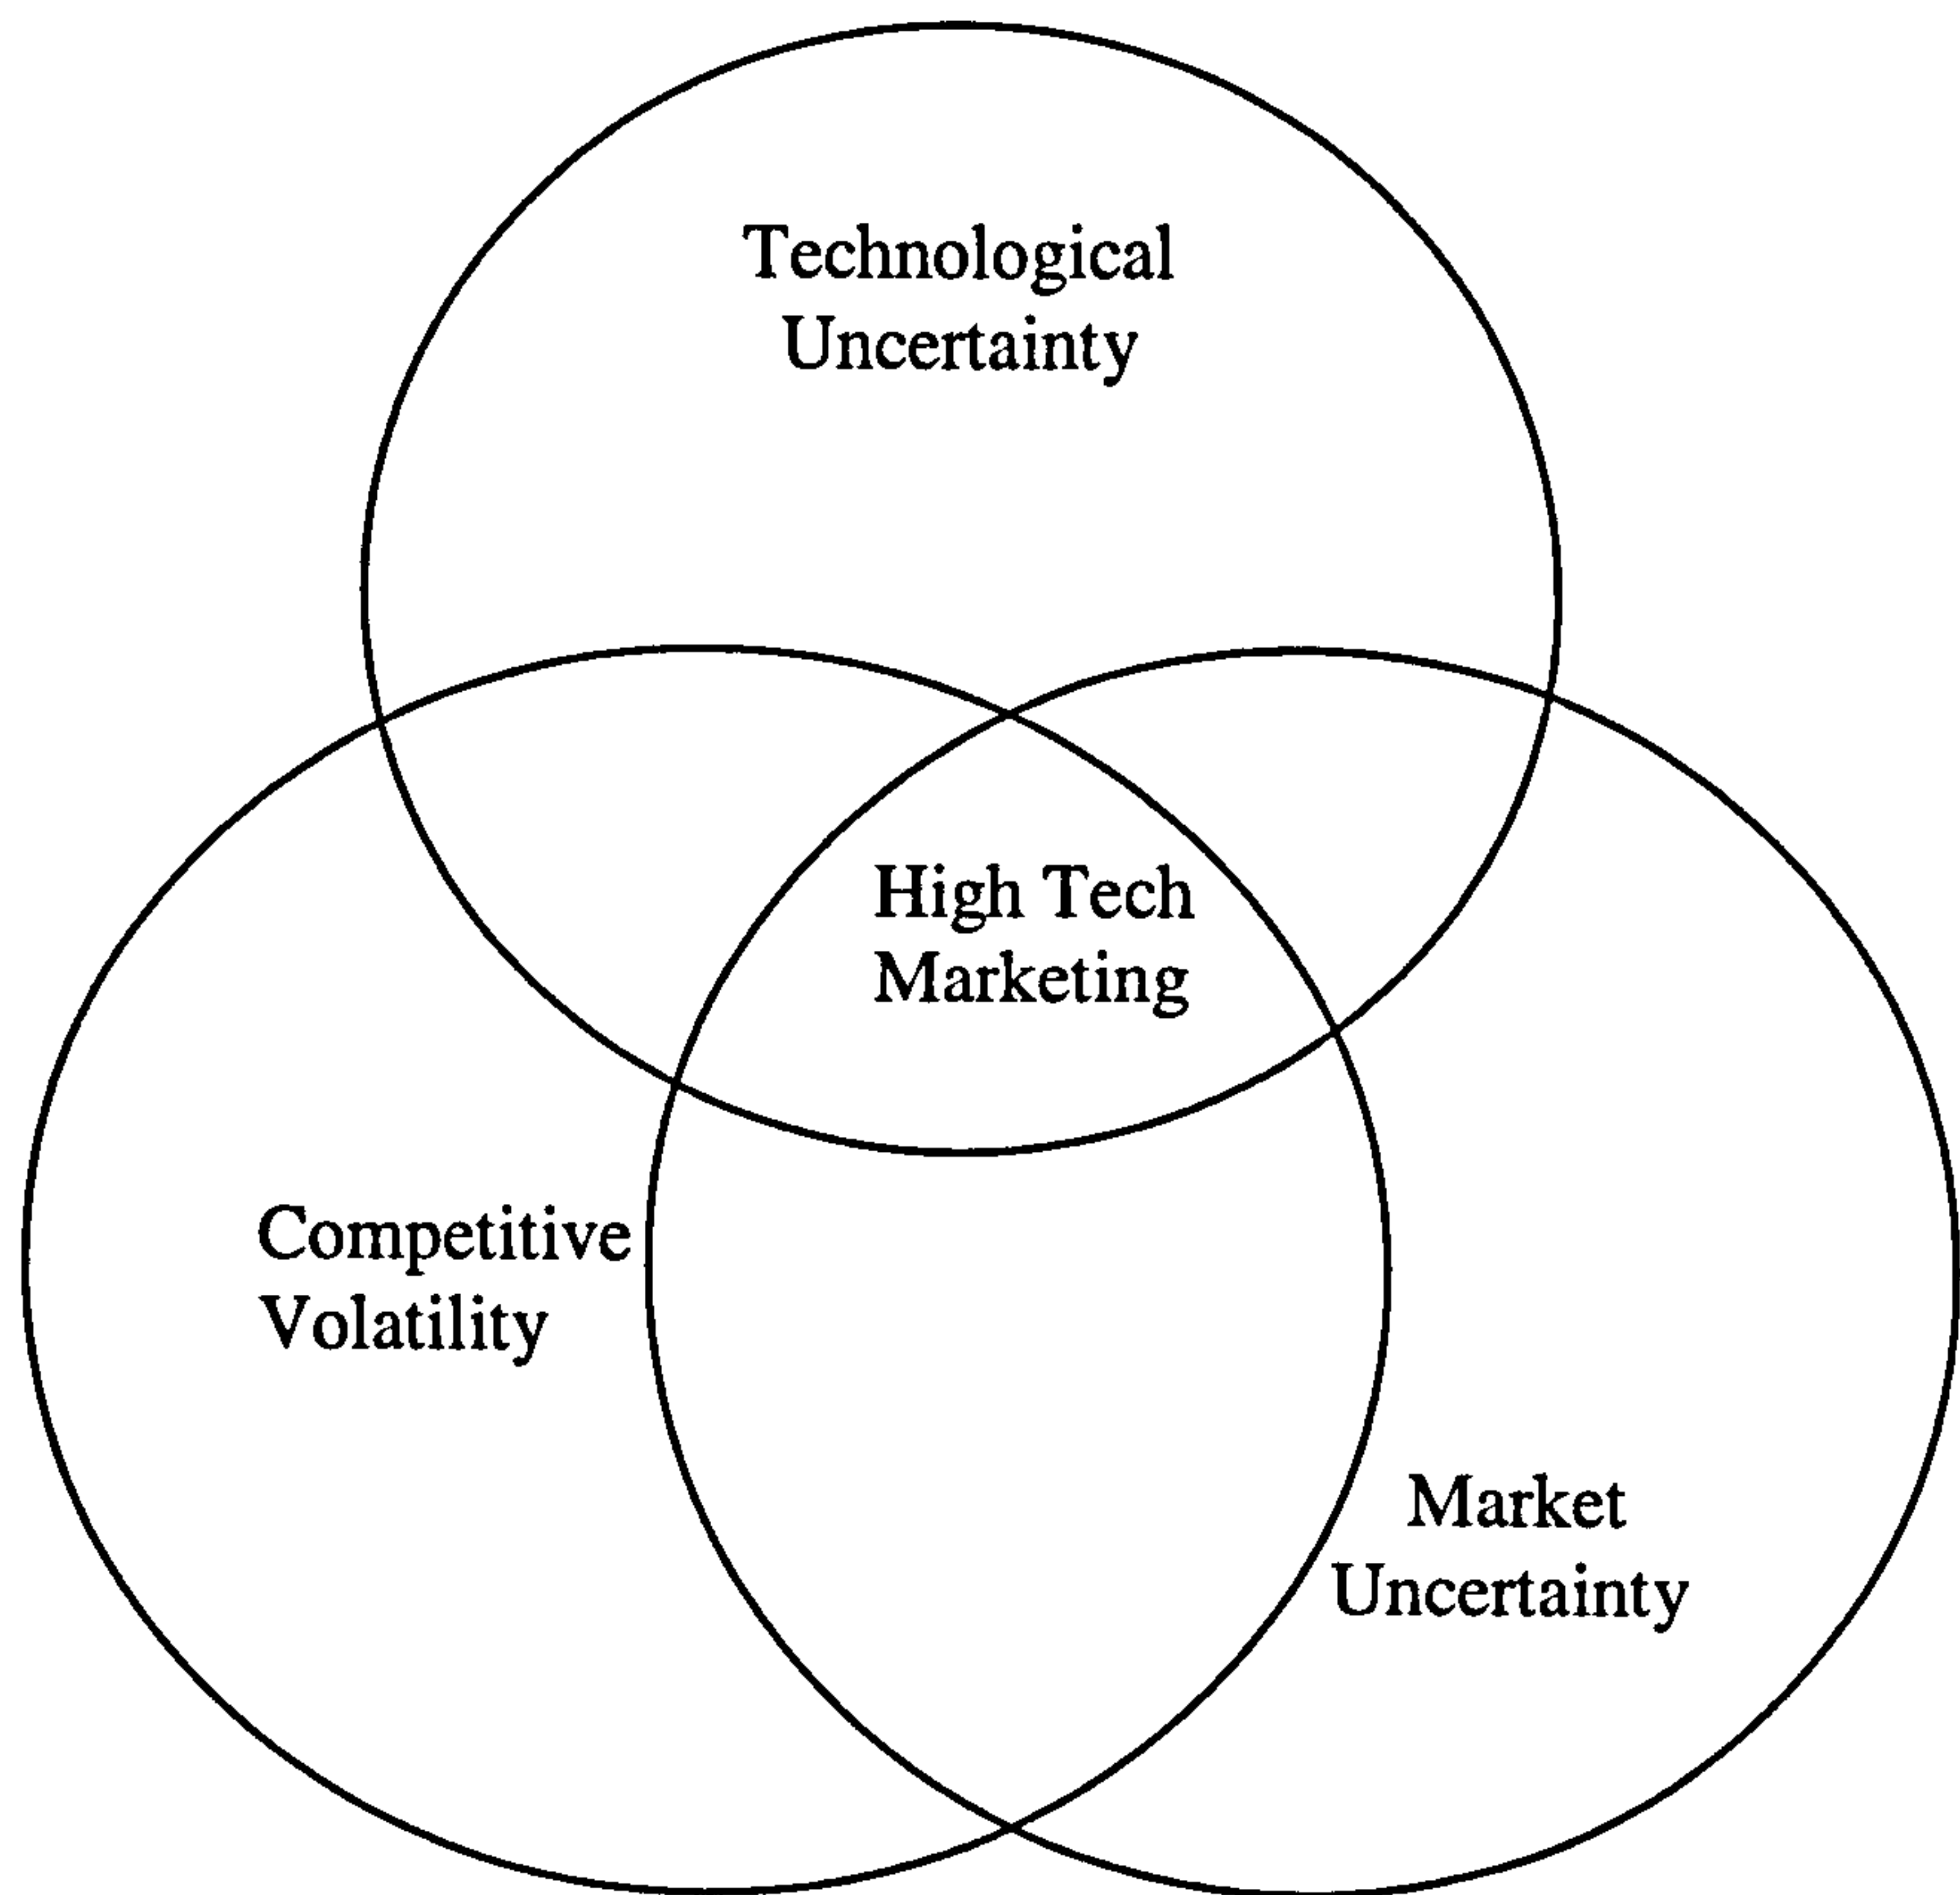 Technological
Uncertainty
High Tech
Marketing
Competitive
Volatility
Market
Uncertainty